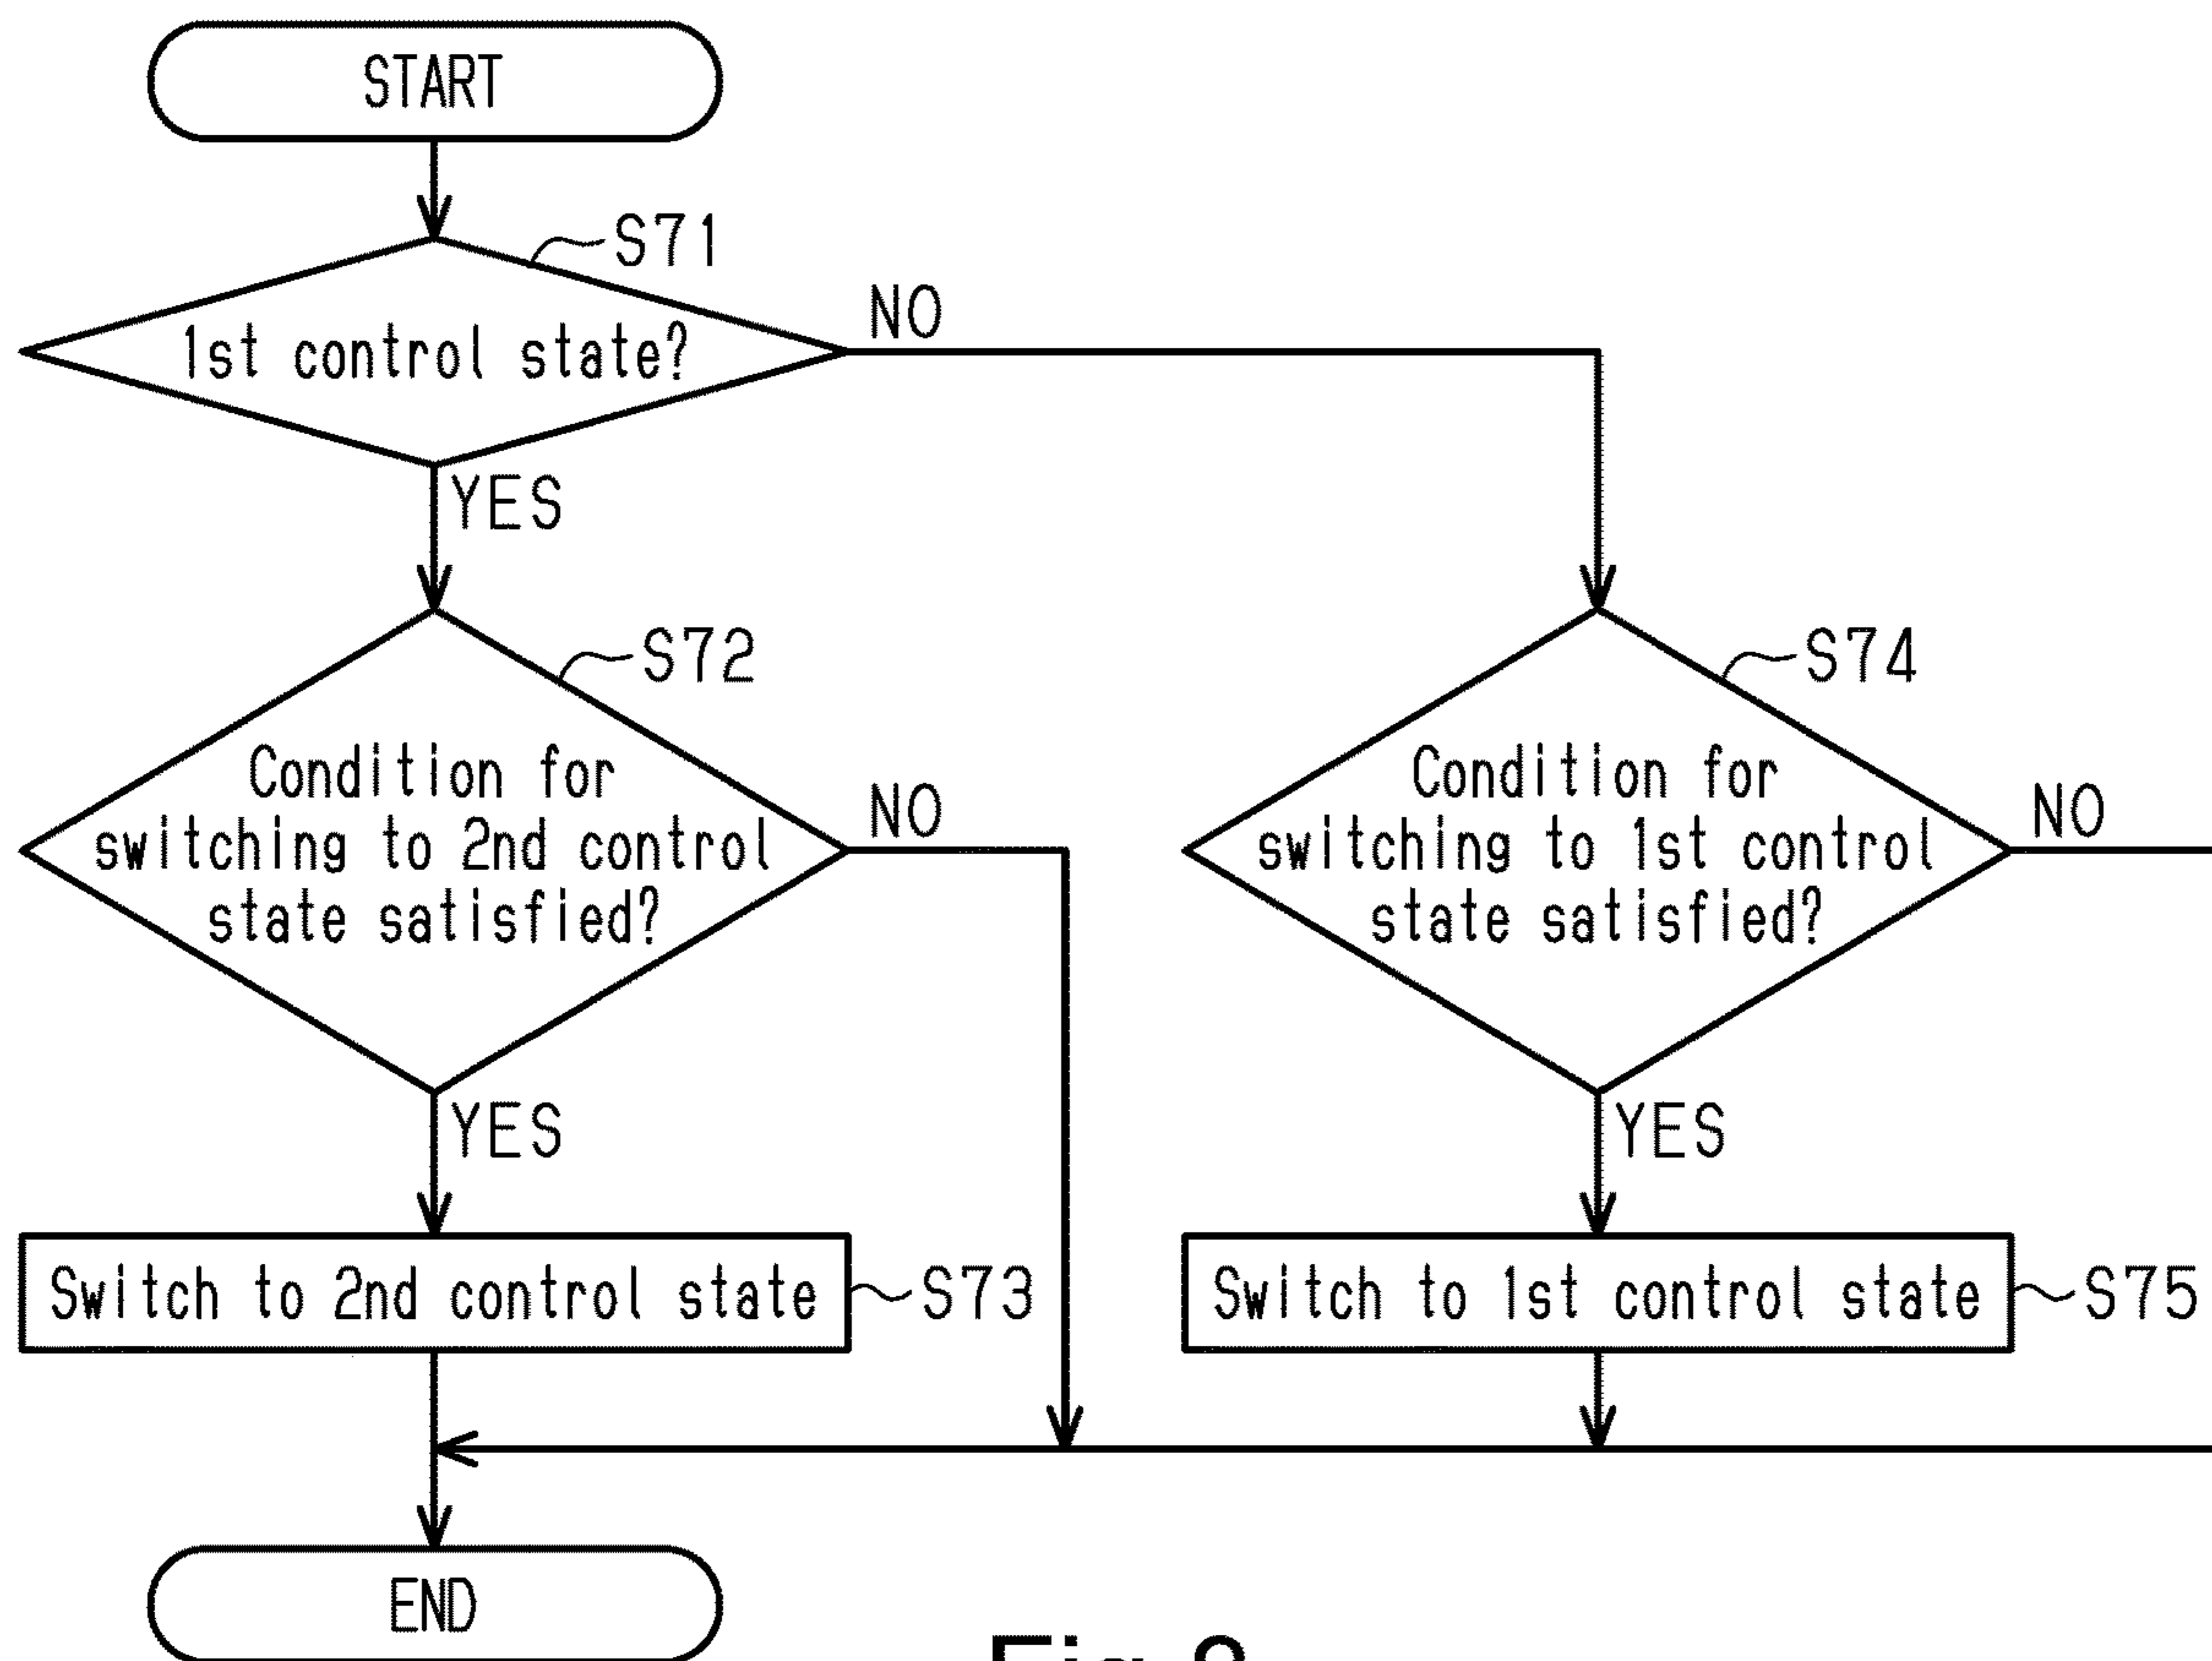 START
S71
1st control state?
NO
YES
S72
Condition for
switching to 2nd control
state satisfied?
NO
YES
Switch to 2nd control state
S73
S74
Condition for
switching to 1st control
state satisfied?
NO
YES
Switch to 1st control state
S75
END